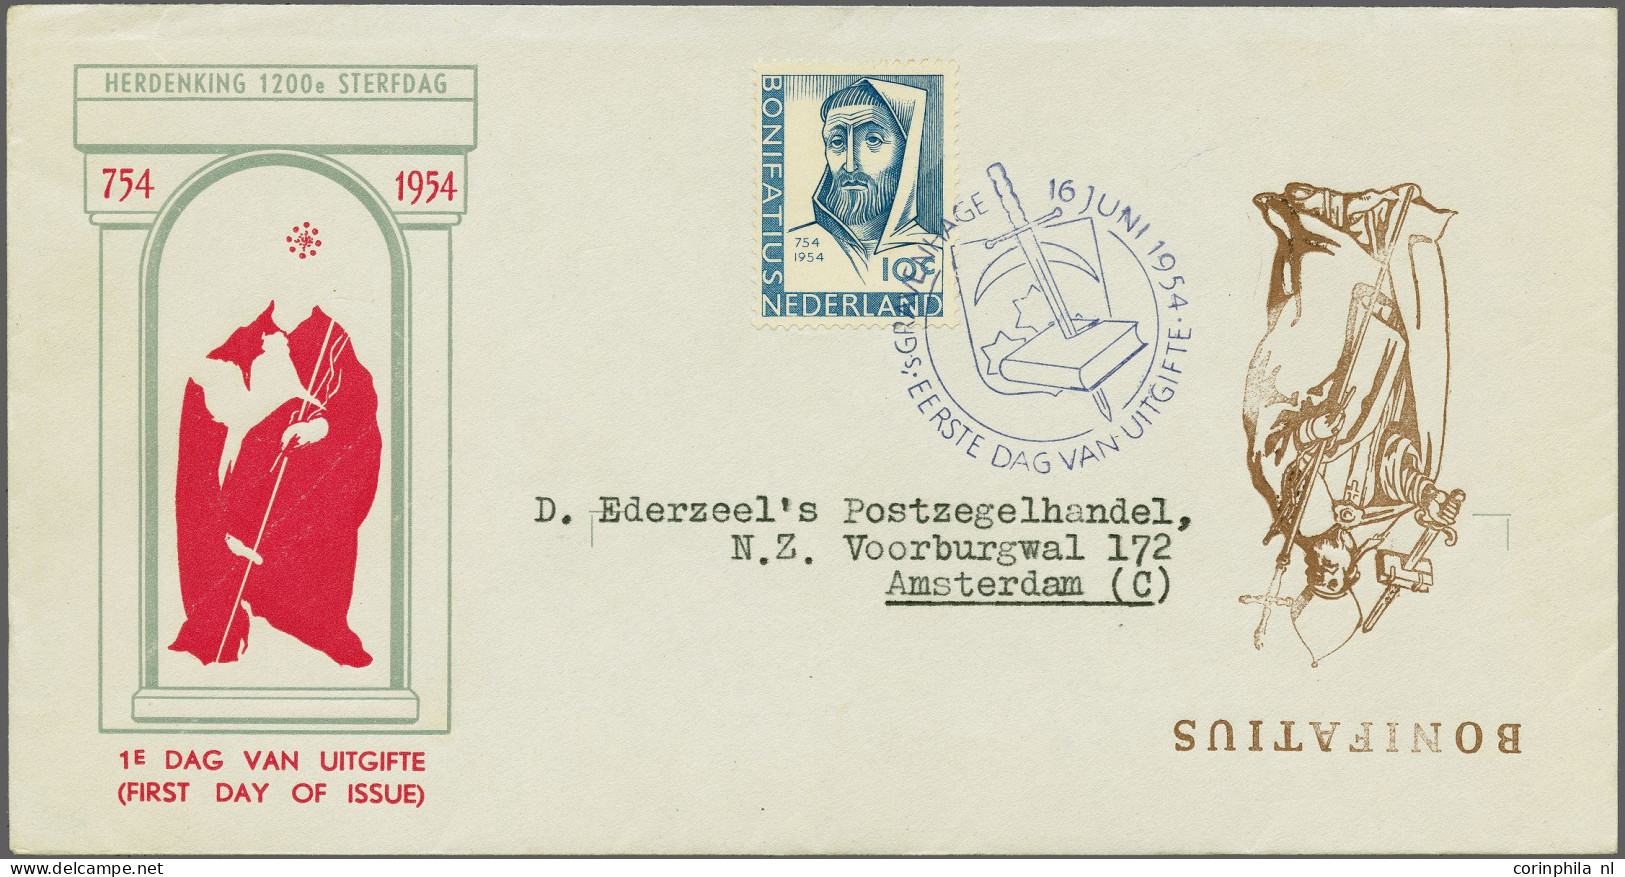 HERDENKING 1200e STERFDAG
754 1954
1E DAG VAN UITGIFTE
(FIRST DAY OF ISSUE)
BONIFATIUS
754
1954
10c
NEDERLAND
'S-GRAVENHAGE 16 JUNI 1954 ·
· EERSTE DAG VAN UITGIFTE
D. Ederzeel's Postzegelhandel,
N.Z. Voorburgwal 172
Amsterdam (C)
BONIFATIUS
corinphila nl